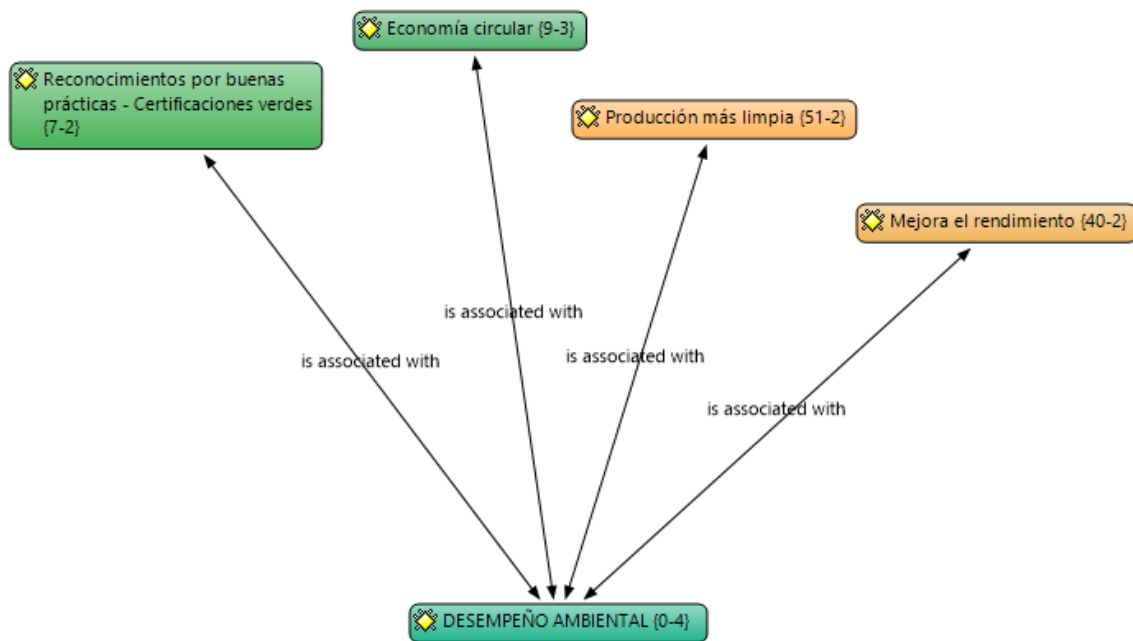 Economía circular {9-3}
Reconocimientos por buenas
prácticas - Certificaciones verdes
{7-2}
Producción más limpia {51-2}
Mejora el rendimiento {40-2}
is associated with
is associated with
is associated with
is associated with
DESEMPEÑO AMBIENTAL {0-4}